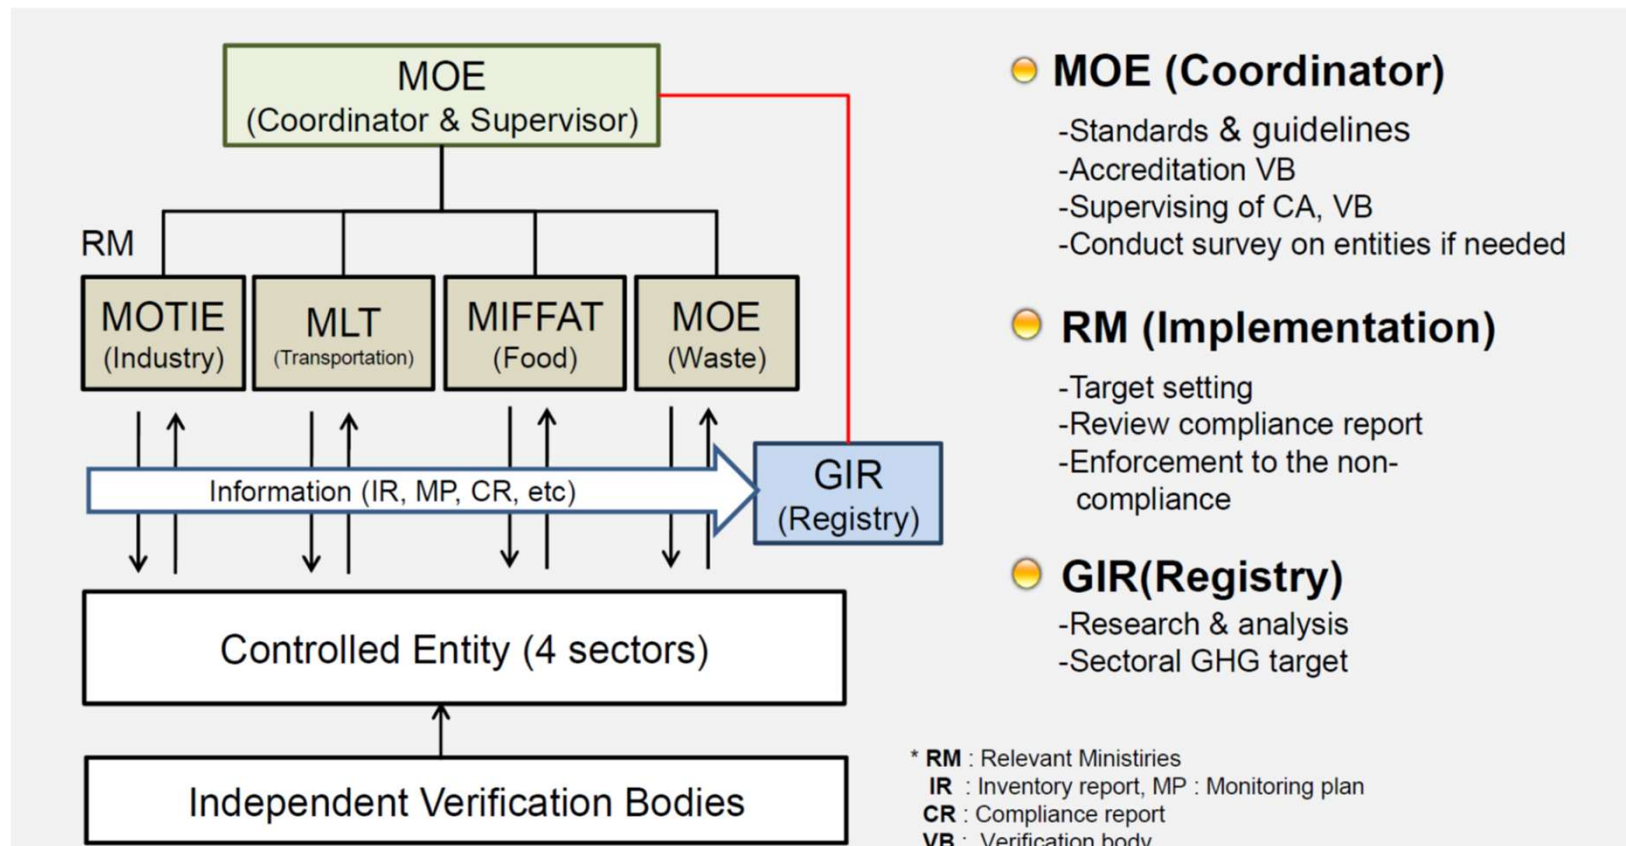 MOE
(Coordinator & Supervisor)
RM
MOTIE
(Industry)
MLT
(Transportation)
MIFFAT
(Food)
MOE
(Waste)
Information (IR, MP, CR, etc)
GIR
(Registry)
Controlled Entity (4 sectors)
Independent Verification Bodies
MOE (Coordinator)
-Standards & guidelines
-Accreditation VB
-Supervising of CA, VB
-Conduct survey on entities if needed
RM (Implementation)
-Target setting
-Review compliance report
-Enforcement to the non-
compliance
GIR(Registry)
-Research & analysis
-Sectoral GHG target
* RM : Relevant Ministiries
IR : Inventory report, MP : Monitoring plan
CR : Compliance report
VB : Verification body